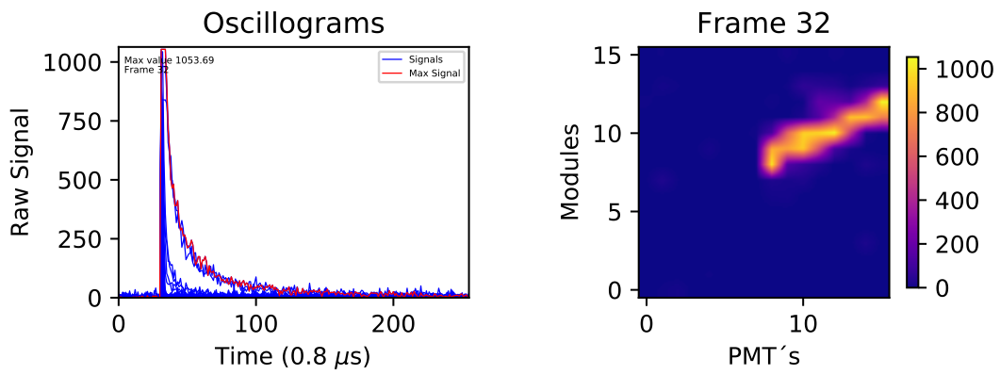 Oscillograms
Max value 1053.69
Frame 32
Signals
Max Signal
1000
750
500
250
0
Raw Signal
0
100
200
Time (0.8 μs)
Frame 32
15
10
5
0
Modules
0
10
PMT´s
1000
800
600
400
200
0